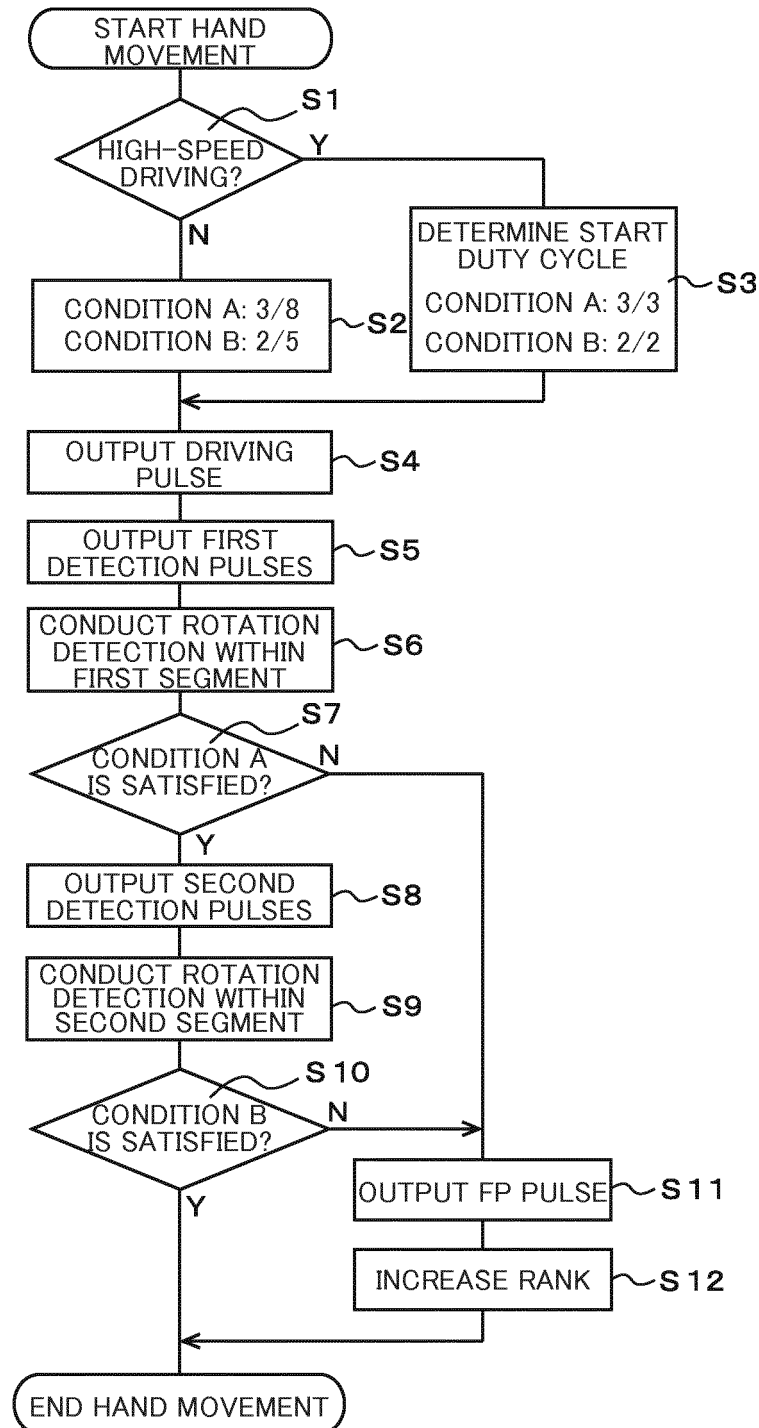 START HAND
MOVEMENT
S1
HIGH-SPEED
DRIVING?
Y
N
DETERMINE START
DUTY CYCLE
CONDITION A: 3/3
CONDITION B: 2/2
S3
CONDITION A: 3/8
CONDITION B: 2/5
S2
OUTPUT DRIVING
PULSE
S4
OUTPUT FIRST
DETECTION PULSES
S5
CONDUCT ROTATION
DETECTION WITHIN
FIRST SEGMENT
S6
S7
CONDITION A
IS SATISFIED?
N
Y
OUTPUT SECOND
DETECTION PULSES
S8
CONDUCT ROTATION
DETECTION WITHIN
SECOND SEGMENT
S9
S10
CONDITION B
IS SATISFIED?
N
Y
OUTPUT FP PULSE
S11
INCREASE RANK
S12
END HAND MOVEMENT